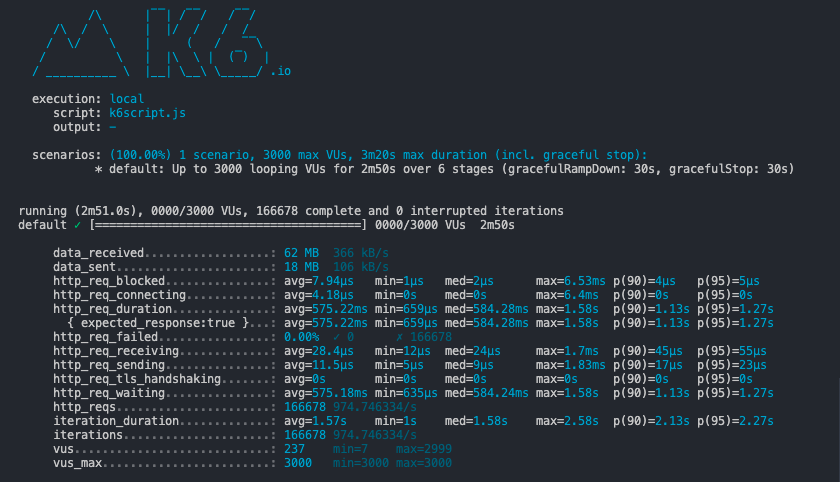 .io
execution: local
script: k6script.js
output: -
scenarios: (100.00%) 1 scenario, 3000 max VUs, 3m20s max duration (incl. graceful stop):
* default: Up to 3000 looping VUs for 2m50s over 6 stages (gracefulRampDown: 30s, gracefulStop: 30s)
running (2m51.0s), 0000/3000 VUs, 166678 complete and 0 interrupted iterations
default ✓ [======================================] 0000/3000 VUs  2m50s
data_received..................: 62 MB  366 kB/s
data_sent......................: 18 MB  106 kB/s
http_req_blocked...............: avg=7.94µs   min=1µs   med=2µs      max=6.53ms p(90)=4µs   p(95)=5µs
http_req_connecting............: avg=4.18µs   min=0s    med=0s       max=6.4ms  p(90)=0s    p(95)=0s
http_req_duration..............: avg=575.22ms min=659µs med=584.28ms max=1.58s  p(90)=1.13s p(95)=1.27s
{ expected_response:true }...: avg=575.22ms min=659µs med=584.28ms max=1.58s  p(90)=1.13s p(95)=1.27s
http_req_failed................: 0.00%  ✓ 0      ✗ 166678
http_req_receiving.............: avg=28.4µs   min=12µs  med=24µs     max=1.7ms  p(90)=45µs  p(95)=55µs
http_req_sending...............: avg=11.5µs   min=5µs   med=9µs      max=1.83ms p(90)=17µs  p(95)=23µs
http_req_tls_handshaking.......: avg=0s       min=0s    med=0s       max=0s     p(90)=0s    p(95)=0s
http_req_waiting...............: avg=575.18ms min=635µs med=584.24ms max=1.58s  p(90)=1.13s p(95)=1.27s
http_reqs......................: 166678 974.746334/s
iteration_duration.............: avg=1.57s    min=1s    med=1.58s    max=2.58s  p(90)=2.13s p(95)=2.27s
iterations.....................: 166678 974.746334/s
vus............................: 237    min=7    max=2999
vus_max........................: 3000   min=3000 max=3000